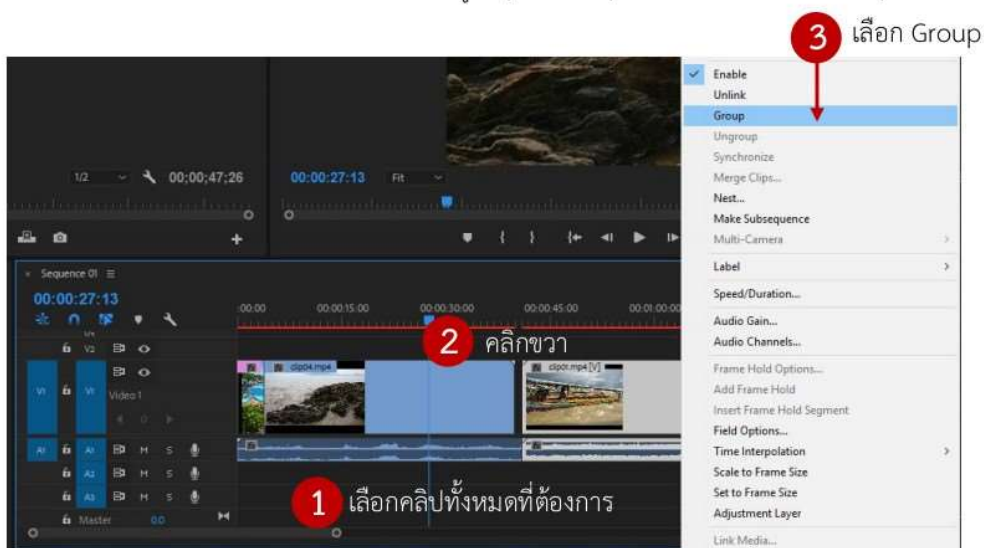 3 เลือก Group
Enable
Unlink
Group
Ungroup
Synchronize
Merge Clips...
Nest...
Make Subsequence
Multi-Camera
Label
Speed/Duration...
Audio Gain...
Audio Channels...
Frame Hold Options...
Add Frame Hold
Insert Frame Hold Segment
Field Options...
Time Interpolation
Scale to Frame Size
Set to Frame Size
Adjustment Layer
Link Media...
1/2 00;00;47;26 00:00:27:13 Fit
Sequence 01
00:00:27:13
:00:00 00:00:15:00 00:00:30:00 00:00:45:00 00:01:00:00
V2
2 คลิกขวา
fx clip04.mp4 fx clip01.mp4 [V]
V1 V1 Video 1
A1 A1 M S
A2 M S
A3 M S
1 เลือกคลิปทั้งหมดที่ต้องการ
Master 0.0